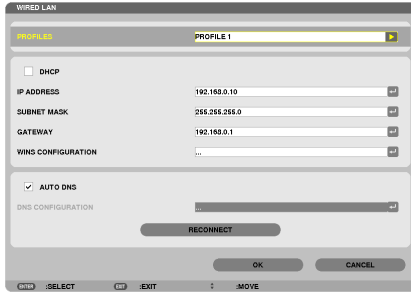 WIRED LAN
PROFILES PROFILE 1
DHCP
IP ADDRESS 192.168.0.10
SUBNET MASK 255.255.255.0
GATEWAY 192.168.0.1
WINS CONFIGURATION ...
AUTO DNS
DNS CONFIGURATION ...
RECONNECT
OK CANCEL
ENTER :SELECT EXIT :EXIT :MOVE